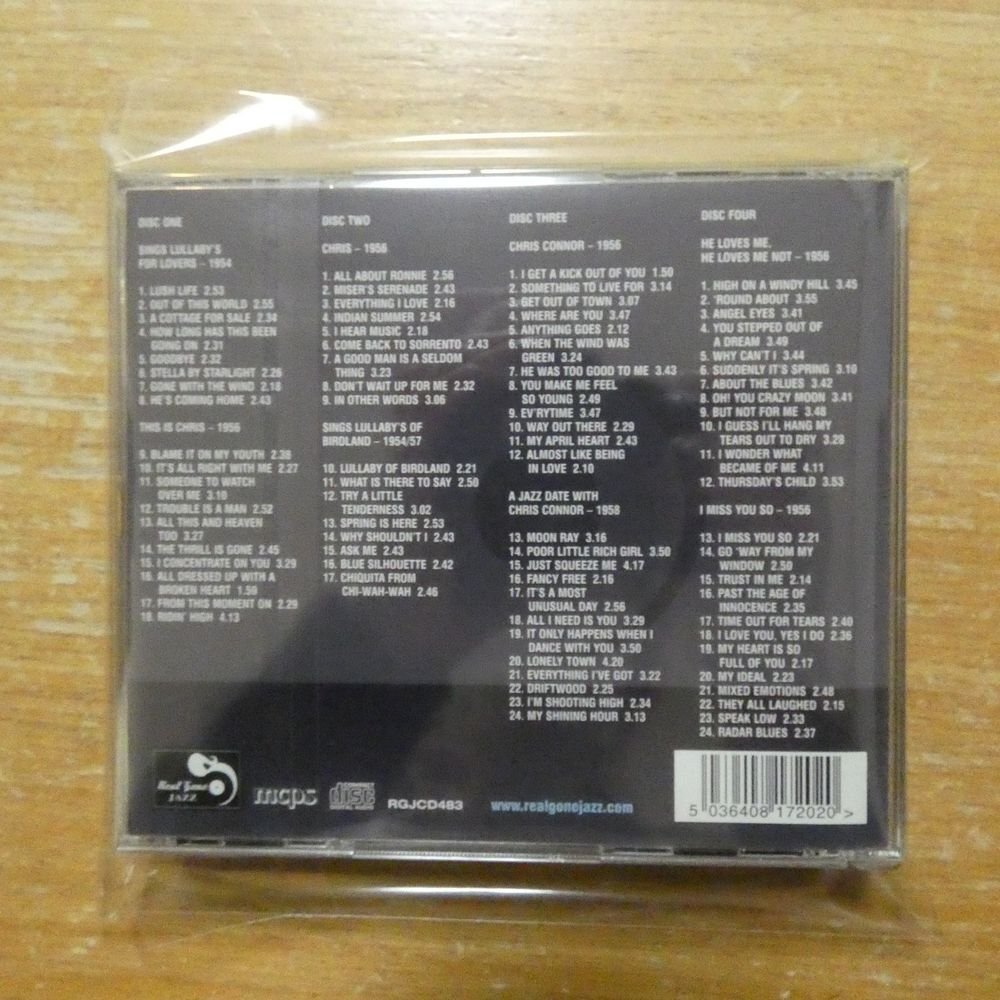 DISC ONE
SINGS LULLABY'S
FOR LOVERS – 1954
1. LUSH LIFE 2.53
2. OUT OF THIS WORLD 2.55
3. A COTTAGE FOR SALE 2.34
4. HOW LONG HAS THIS BEEN
GOING ON 2.31
5. GOODBYE 2.32
6. STELLA BY STARLIGHT 2.26
7. GONE WITH THE WIND 2.18
8. HE'S COMING HOME 2.43
THIS IS CHRIS – 1956
9. BLAME IT ON MY YOUTH 2.38
10. IT'S ALL RIGHT WITH ME 2.27
11. SOMEONE TO WATCH
OVER ME 3.10
12. TROUBLE IS A MAN 2.52
13. ALL THIS AND HEAVEN
TOO 3.27
14. THE THRILL IS GONE 2.45
15. I CONCENTRATE ON YOU 3.29
16. ALL DRESSED UP WITH A
BROKEN HEART 1.59
17. FROM THIS MOMENT ON 2.29
18. RIDIN' HIGH 4.13
DISC TWO
CHRIS – 1956
1. ALL ABOUT RONNIE 2.56
2. MISER'S SERENADE 2.43
3. EVERYTHING I LOVE 2.16
4. INDIAN SUMMER 2.54
5. I HEAR MUSIC 2.18
6. COME BACK TO SORRENTO 2.43
7. A GOOD MAN IS A SELDOM
THING 3.23
8. DON'T WAIT UP FOR ME 2.32
9. IN OTHER WORDS 3.06
SINGS LULLABY'S OF
BIRDLAND – 1954/57
10. LULLABY OF BIRDLAND 2.21
11. WHAT IS THERE TO SAY 2.50
12. TRY A LITTLE
TENDERNESS 3.02
13. SPRING IS HERE 2.53
14. WHY SHOULDN'T I 2.43
15. ASK ME 2.43
16. BLUE SILHOUETTE 2.42
17. CHIQUITA FROM
CHI-WAH-WAH 2.46
DISC THREE
CHRIS CONNOR – 1956
1. I GET A KICK OUT OF YOU 1.50
2. SOMETHING TO LIVE FOR 3.14
3. GET OUT OF TOWN 3.07
4. WHERE ARE YOU 3.47
5. ANYTHING GOES 2.12
6. WHEN THE WIND WAS
GREEN 3.24
7. HE WAS TOO GOOD TO ME 3.43
8. YOU MAKE ME FEEL
SO YOUNG 2.49
9. EV'RYTIME 3.47
10. WAY OUT THERE 2.29
11. MY APRIL HEART 2.43
12. ALMOST LIKE BEING
IN LOVE 2.10
A JAZZ DATE WITH
CHRIS CONNOR – 1958
13. MOON RAY 3.16
14. POOR LITTLE RICH GIRL 3.50
15. JUST SQUEEZE ME 4.17
16. FANCY FREE 2.16
17. IT'S A MOST
UNUSUAL DAY 2.56
18. ALL I NEED IS YOU 3.29
19. IT ONLY HAPPENS WHEN I
DANCE WITH YOU 3.50
20. LONELY TOWN 4.20
21. EVERYTHING I'VE GOT 3.22
22. DRIFTWOOD 2.25
23. I'M SHOOTING HIGH 2.34
24. MY SHINING HOUR 3.13
DISC FOUR
HE LOVES ME,
HE LOVES ME NOT – 1956
1. HIGH ON A WINDY HILL 3.45
2. 'ROUND ABOUT 3.55
3. ANGEL EYES 3.41
4. YOU STEPPED OUT OF
A DREAM 3.49
5. WHY CAN'T I 3.44
6. SUDDENLY IT'S SPRING 3.10
7. ABOUT THE BLUES 3.42
8. OH! YOU CRAZY MOON 3.41
9. BUT NOT FOR ME 3.48
10. I GUESS I'LL HANG MY
TEARS OUT TO DRY 3.28
11. I WONDER WHAT
BECAME OF ME 4.11
12. THURSDAY'S CHILD 3.53
I MISS YOU SO – 1956
13. I MISS YOU SO 2.21
14. GO 'WAY FROM MY
WINDOW 2.59
15. TRUST IN ME 2.14
16. PAST THE AGE OF
INNOCENCE 2.35
17. TIME OUT FOR TEARS 2.40
18. I LOVE YOU, YES I DO 2.36
19. MY HEART IS SO
FULL OF YOU 2.17
20. MY IDEAL 2.23
21. MIXED EMOTIONS 2.48
22. THEY ALL LAUGHED 2.15
23. SPEAK LOW 2.33
24. RADAR BLUES 2.37
Real Gone
JAZZ
mcps
COMPACT
disc
DIGITAL AUDIO
RGJCD483
www.realgonejazz.com
5 036408 172020 >